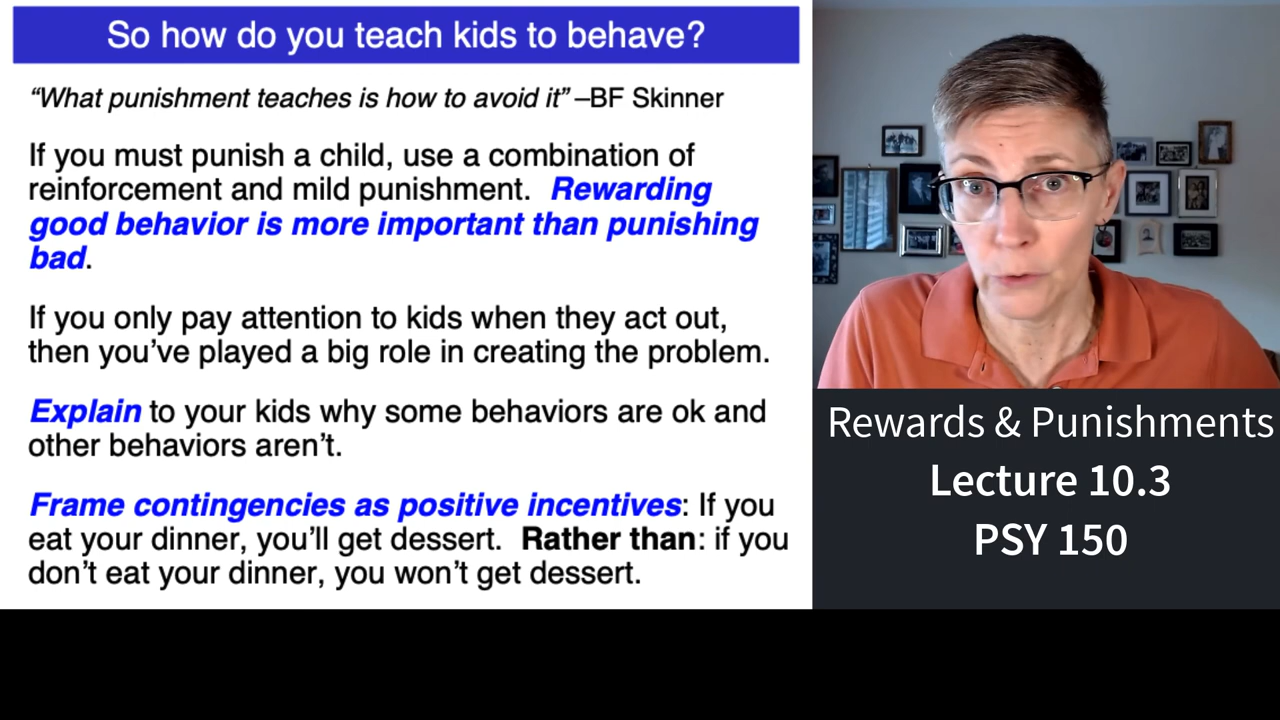 So how do you teach kids to behave?
“What punishment teaches is how to avoid it” –BF Skinner
If you must punish a child, use a combination of
reinforcement and mild punishment.  Rewarding
good behavior is more important than punishing
bad.
If you only pay attention to kids when they act out,
then you’ve played a big role in creating the problem.
Explain to your kids why some behaviors are ok and
other behaviors aren’t.
Frame contingencies as positive incentives: If you
eat your dinner, you’ll get dessert.  Rather than: if you
don’t eat your dinner, you won’t get dessert.
Rewards & Punishments
Lecture 10.3
PSY 150